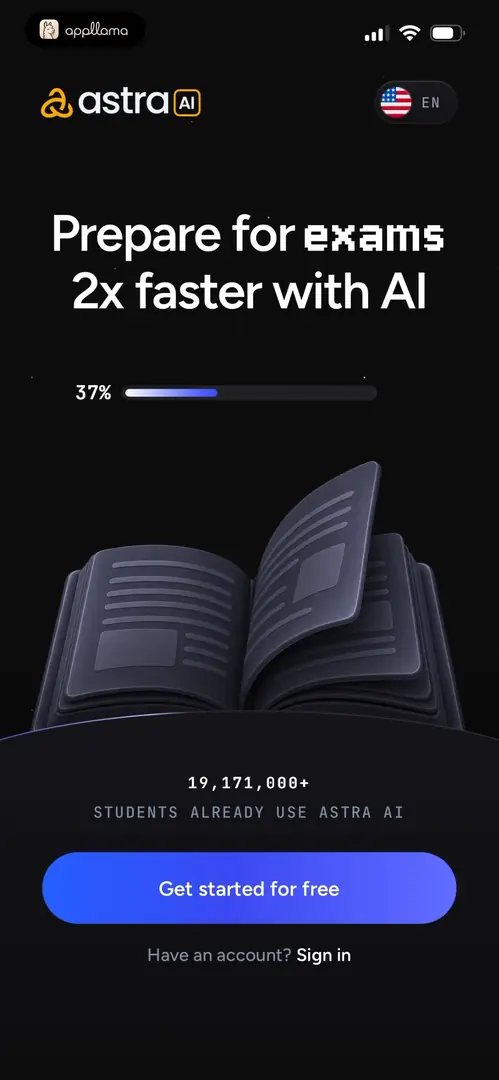 appllama
astra AI
EN
Prepare for exams
2x faster with AI
37%
19,171,000+
STUDENTS ALREADY USE ASTRA AI
Get started for free
Have an account? Sign in